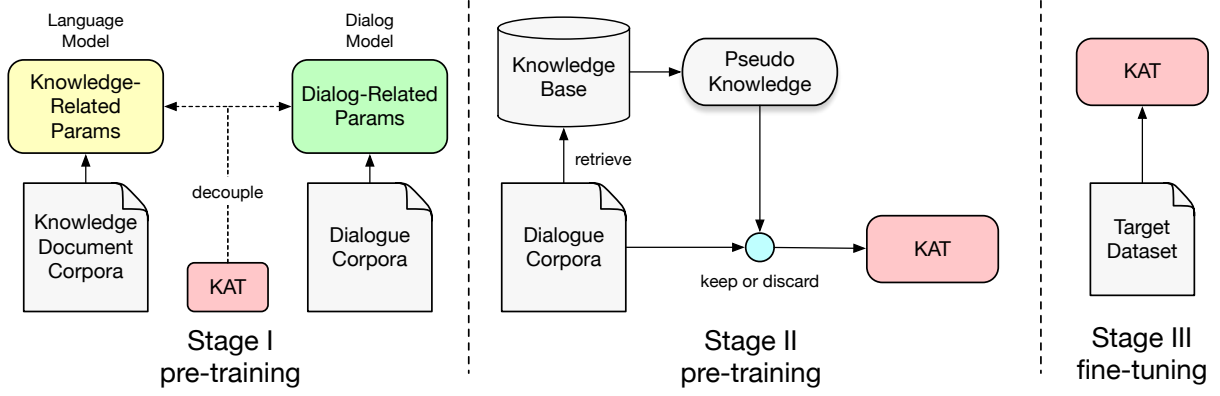 Language
Model
Knowledge-
Related
Params
Dialog
Model
Dialog-Related
Params
decouple
Knowledge
Document
Corpora
KAT
Dialogue
Corpora
Stage I
pre-training
Knowledge
Base
Pseudo
Knowledge
retrieve
Dialogue
Corpora
keep or discard
KAT
Stage II
pre-training
KAT
Target
Dataset
Stage III
fine-tuning